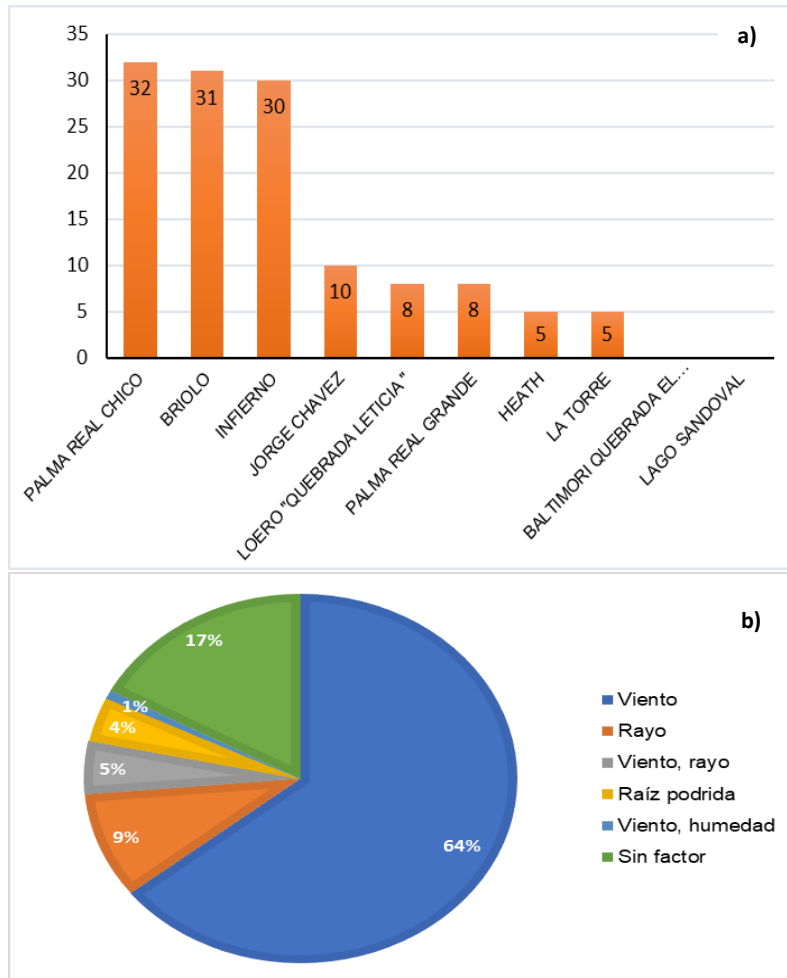 a)
35
30
25
20
15
10
5
0
32
31
30
10
8
8
5
5
PALMA REAL CHICO
BRIOLO
INFIERNO
JORGE CHAVEZ
LOERO "QUEBRADA LETICIA"
PALMA REAL GRANDE
HEATH
LA TORRE
BALTIMORI QUEBRADA EL...
LAGO SANDOVAL
b)
17%
1%
4%
5%
9%
64%
Viento
Rayo
Viento, rayo
Raíz podrida
Viento, humedad
Sin factor